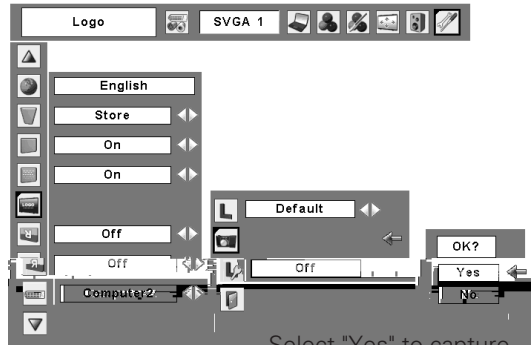 Logo
SVGA 1
English
Store
On
On
LOGO
Off
Off
Computer2
Default
Off
OK?
Yes
No
Select "Yes" to capture